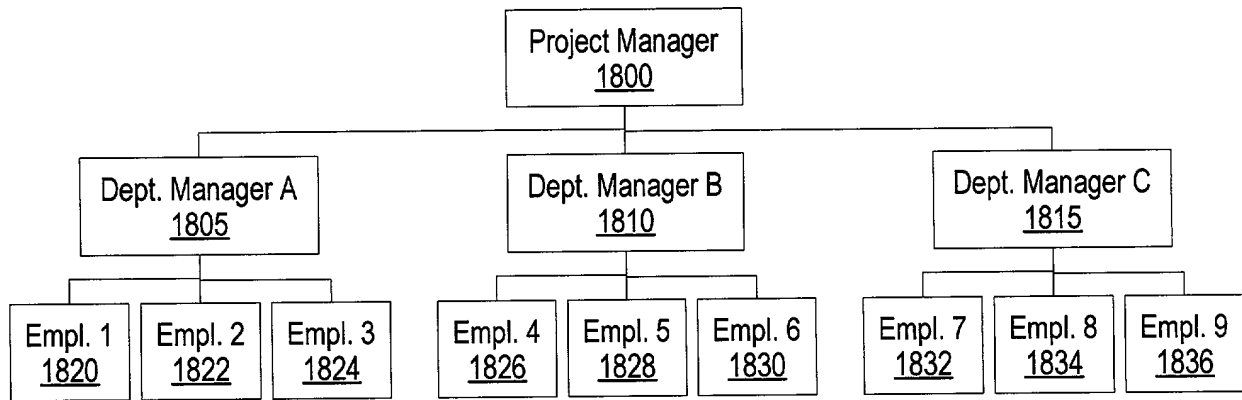 Project Manager
1800
Dept. Manager A
1805
Dept. Manager B
1810
Dept. Manager C
1815
Empl. 1
1820
Empl. 2
1822
Empl. 3
1824
Empl. 4
1826
Empl. 5
1828
Empl. 6
1830
Empl. 7
1832
Empl. 8
1834
Empl. 9
1836